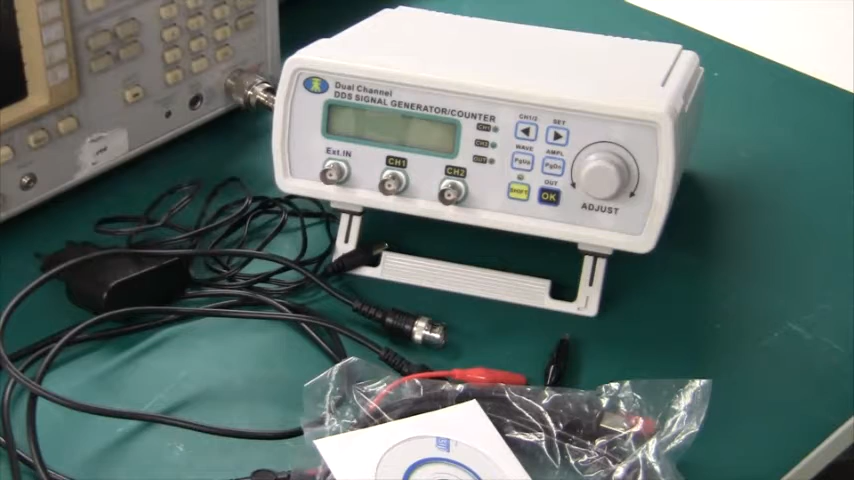 Dual Channel
DDS SIGNAL GENERATOR/COUNTER
CH1
CH2
OUT
CH1/2
SET
WAVE
AMPL
PgUp
PgDn
OUT
SHIFT
OK
ADJUST
Ext.IN
CH1
CH2